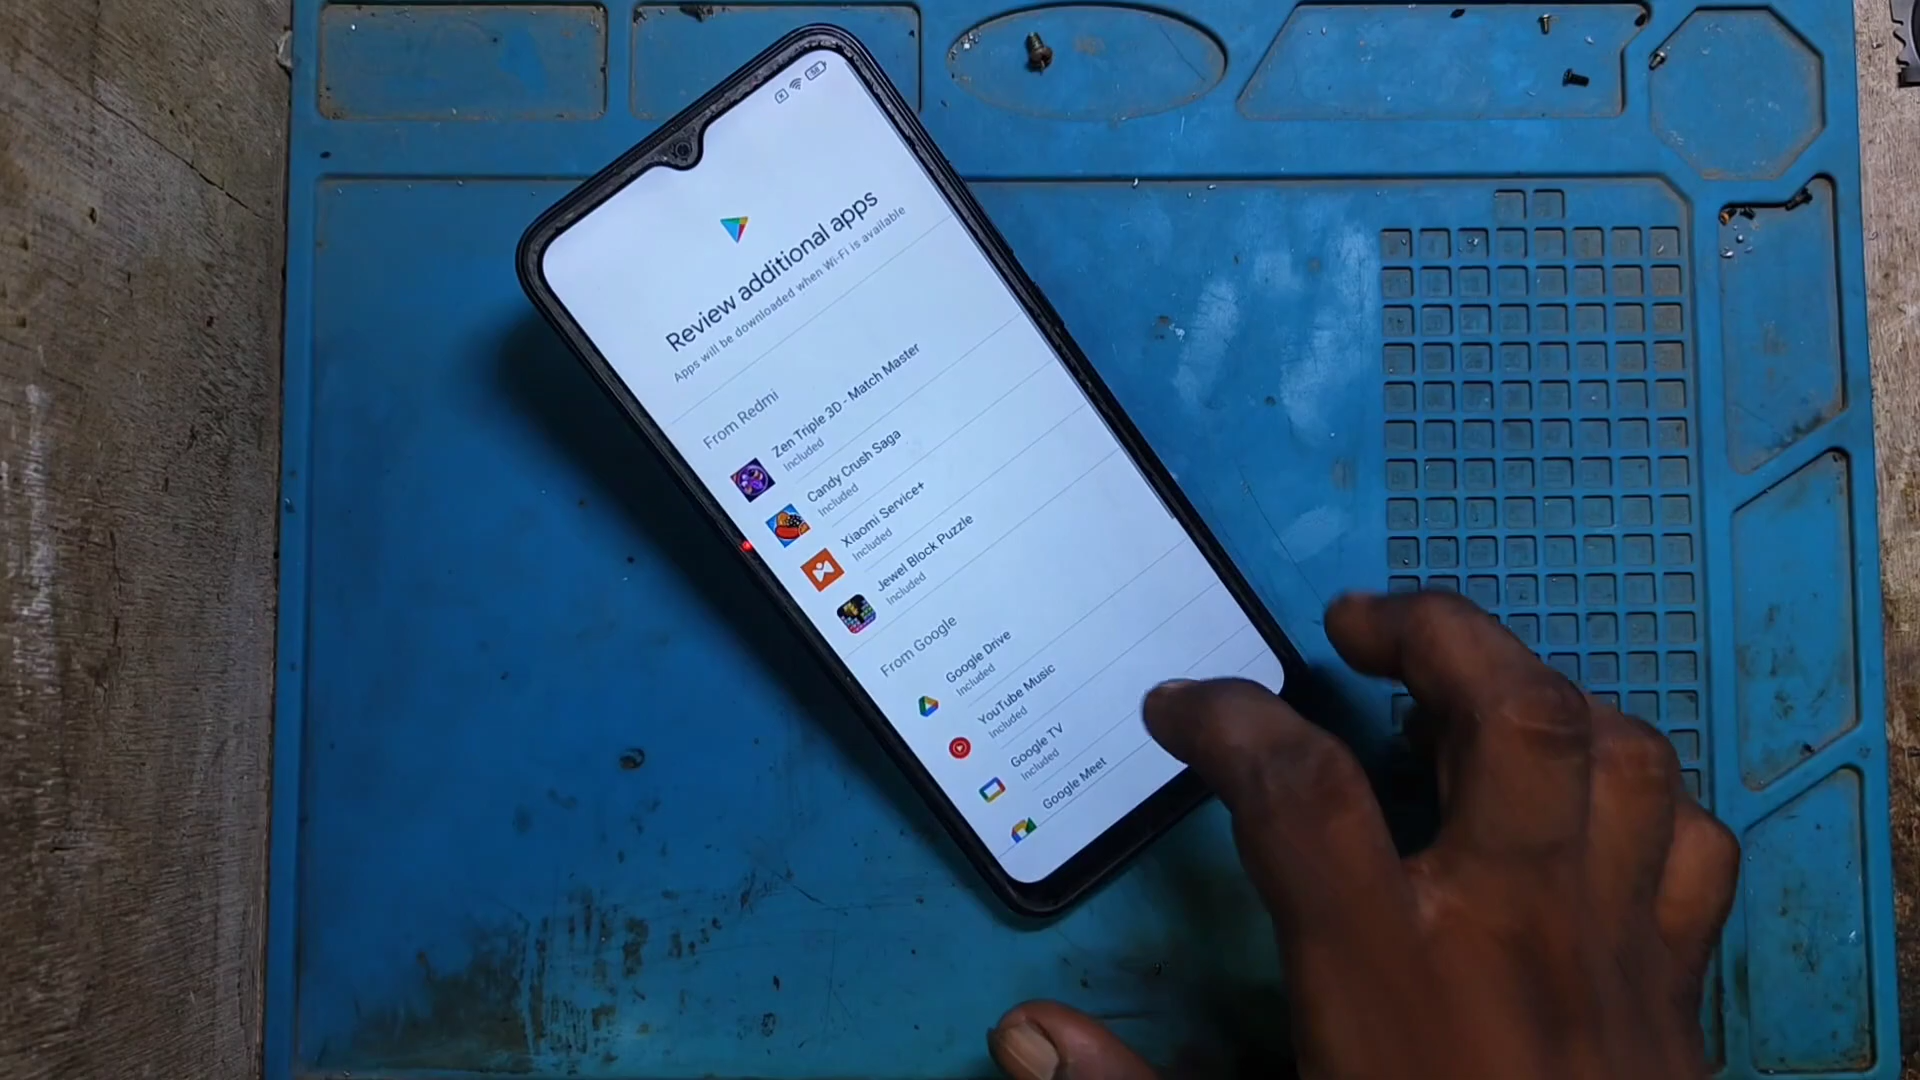 Review additional apps
Apps will be downloaded when Wi-Fi is available
From Redmi
Zen Triple 3D - Match Master
Included
Candy Crush Saga
Included
Xiaomi Service+
Included
Jewel Block Puzzle
Included
From Google
Google Drive
Included
YouTube Music
Included
Google TV
Included
Google Meet